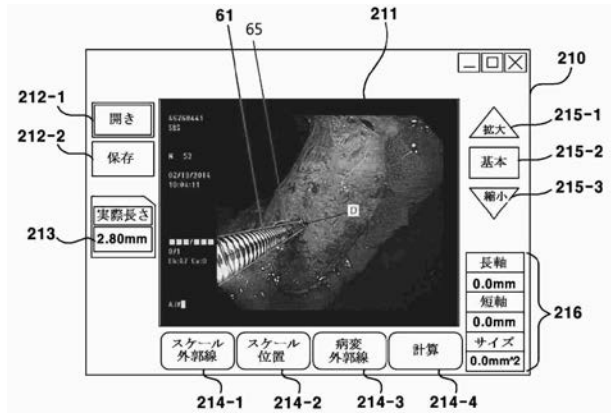 61
65
211
210
212-1
212-2
開き
保存
213
実際長さ
2.80mm
拡大
基本
縮小
215-1
215-2
215-3
02/10/2014
D
長軸
0.0mm
短軸
0.0mm
サイズ
0.0mm^2
216
スケール
外郭線
スケール
位置
病変
外郭線
計算
214-1
214-2
214-3
214-4